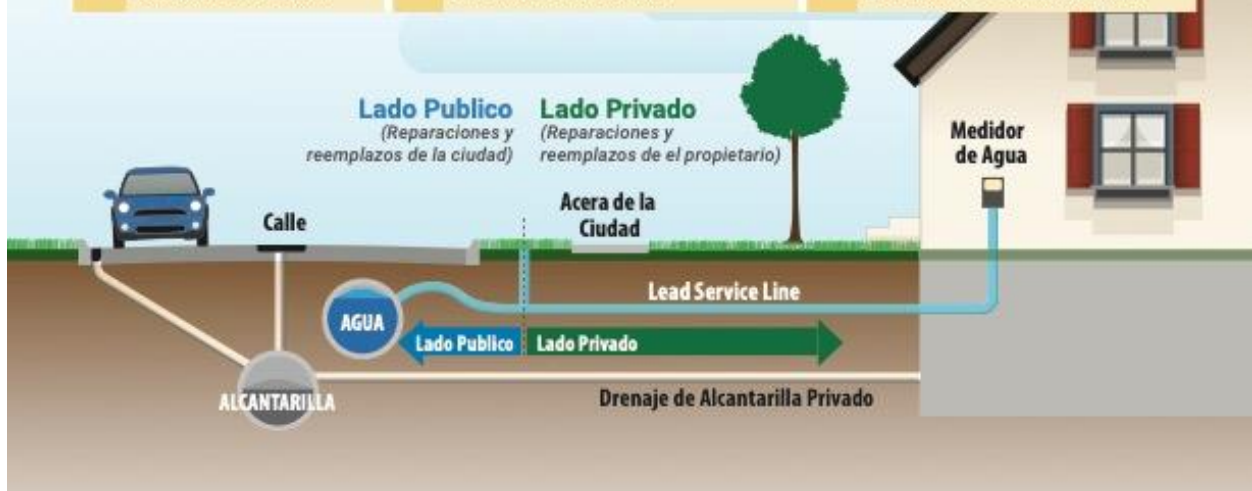 Lado Publico
(Reparaciones y
reemplazos de la ciudad)
Lado Privado
(Reparaciones y
reemplazos de el propietario)
Medidor
de Agua
Calle
Acera de la
Ciudad
Lead Service Line
AGUA
Lado Publico
Lado Privado
ALCANTARILLA
Drenaje de Alcantarilla Privado